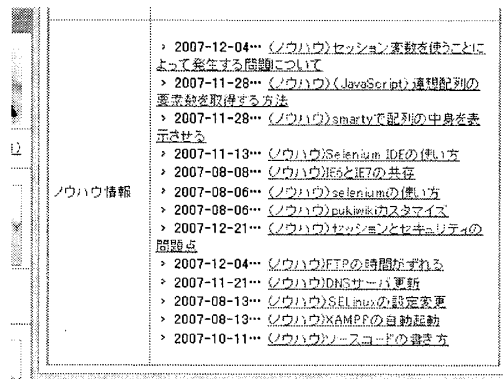 › 2007-12-04… (ノウハウ)セッション変数を使うことに
よって発生する問題について
› 2007-11-28… (ノウハウ)(JavaScript)連想配列の
要素数を取得する方法
› 2007-11-28… (ノウハウ)smartyで配列の中身を表
示させる
› 2007-11-13… (ノウハウ)Selenium IDEの使い方
› 2007-08-08… (ノウハウ)IE6とIE7の共存
ノウハウ情報
› 2007-08-06… (ノウハウ)seleniumの使い方
› 2007-08-06… (ノウハウ)pukiwikiカスタマイズ
› 2007-12-21… (ノウハウ)セッションとセキュリティの
問題点
› 2007-12-04… (ノウハウ)FTPの時間がずれる
› 2007-11-21… (ノウハウ)DNSサーバ更新
› 2007-08-13… (ノウハウ)SELinuxの設定変更
› 2007-08-13… (ノウハウ)XAMPPの自動起動
› 2007-10-11… (ノウハウ)ソースコードの書き方